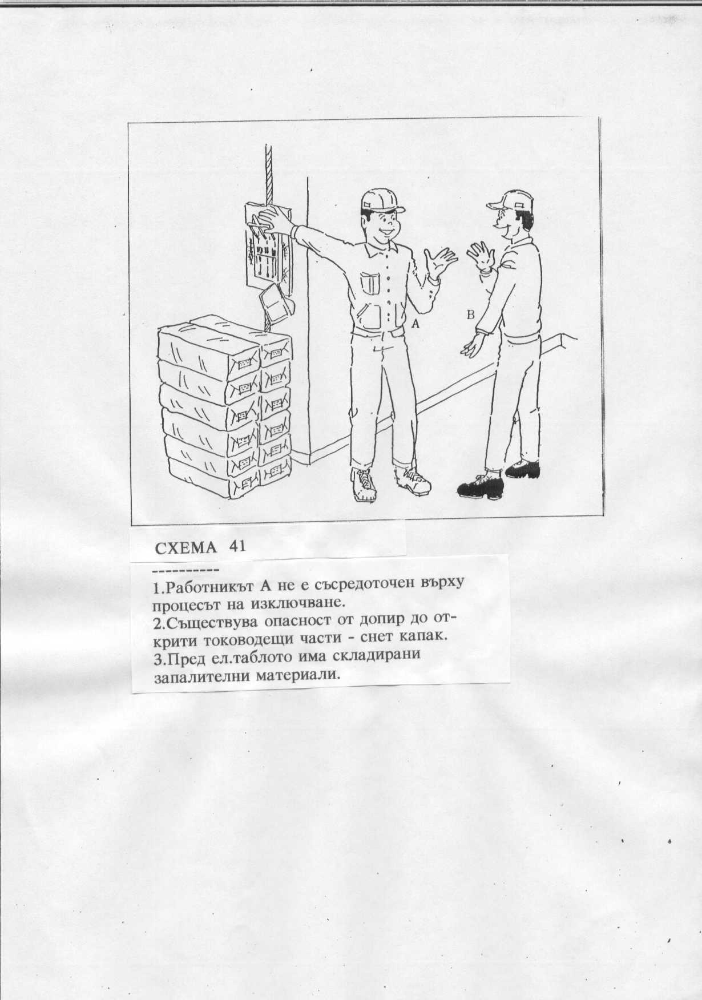 A
B
СХЕМА 41
----------
1.Работникът А не е съсредоточен върху
процесът на изключване.
2.Съществува опасност от допир до от-
крити тоководещи части - снет капак.
3.Пред ел.таблото има складирани
запалителни материали.